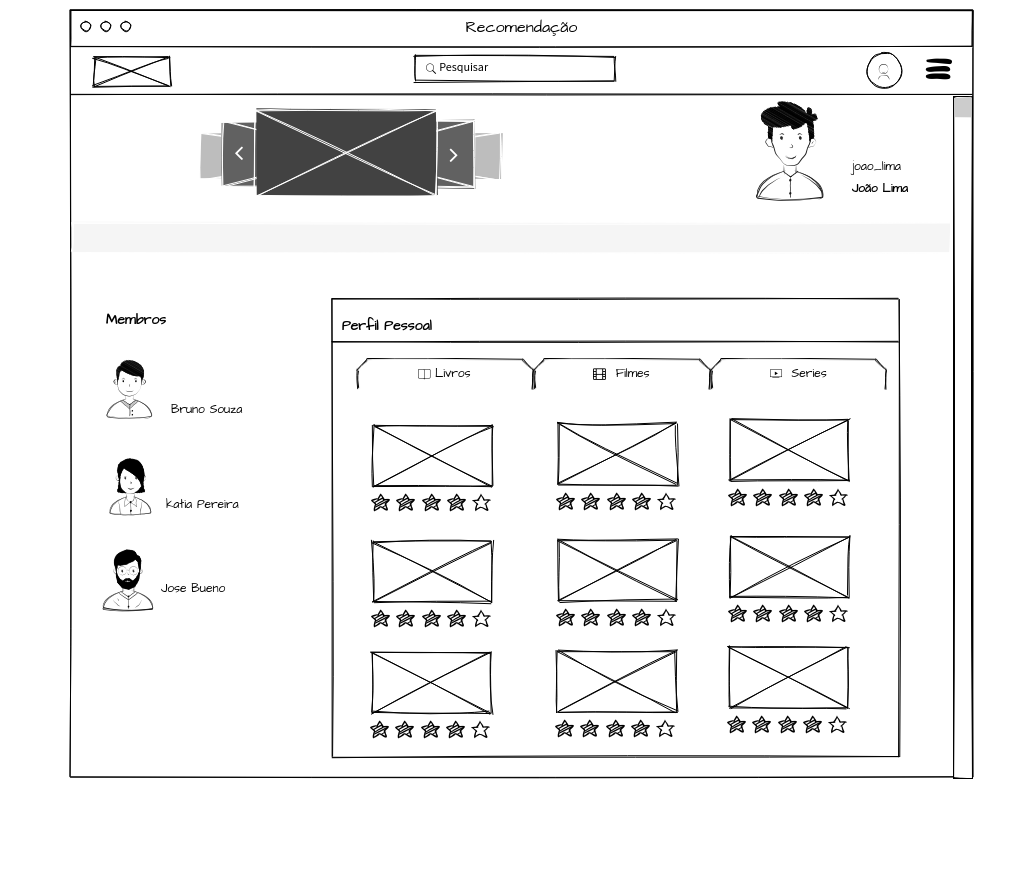 Recomendação
Pesquisar
joao_lima
João Lima
Membros
Bruno Souza
katia Pereira
Jose Bueno
Perfil Pessoal
Livros
Filmes
Series